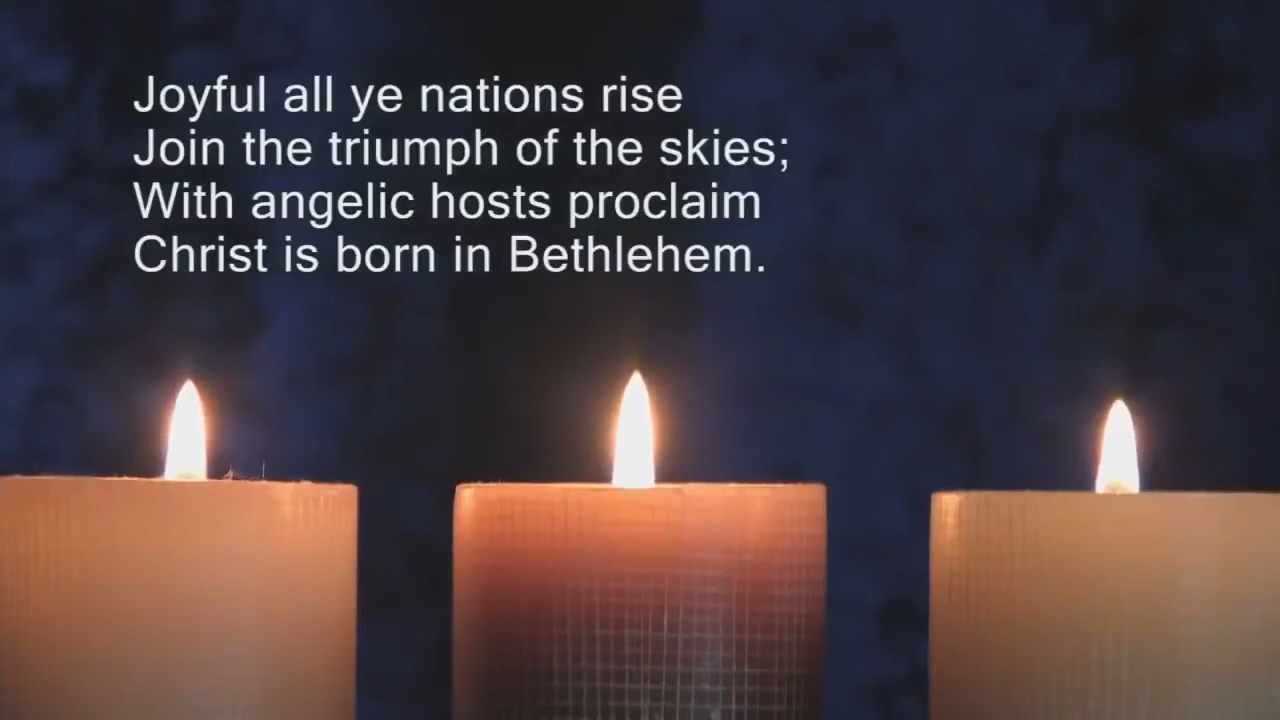 Joyful all ye nations rise
Join the triumph of the skies;
With angelic hosts proclaim
Christ is born in Bethlehem.